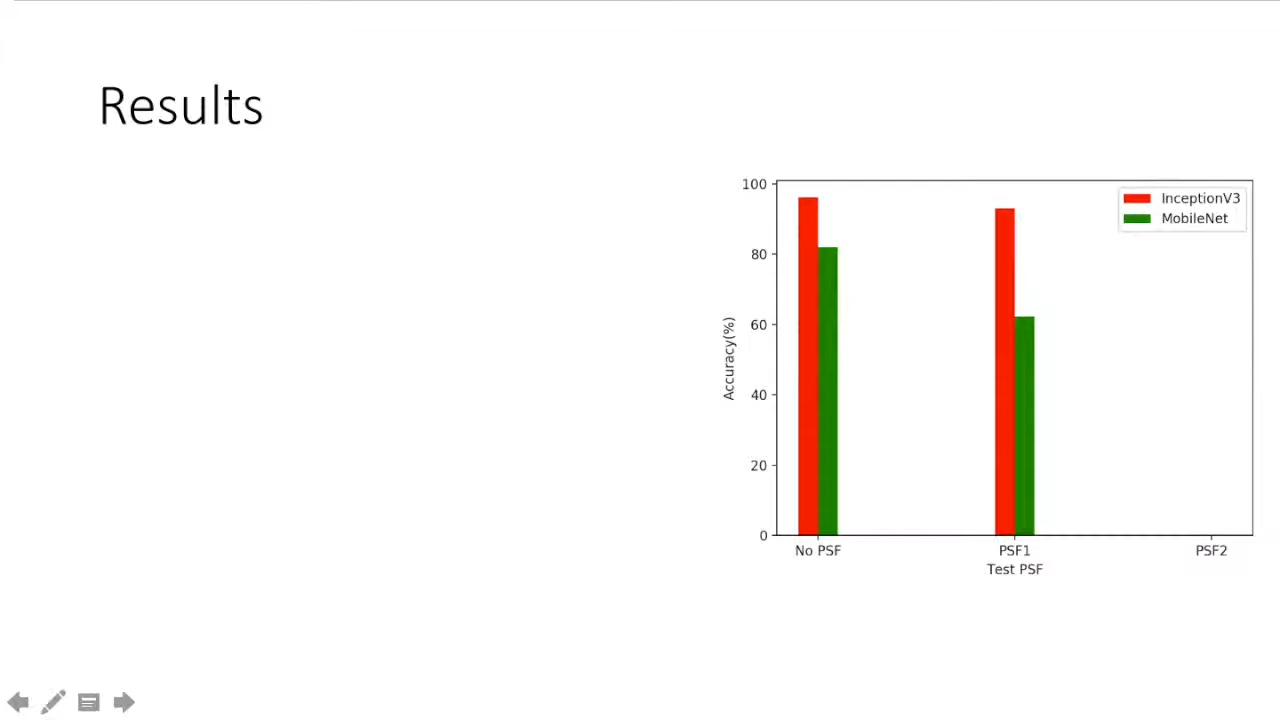 Results
100
80
60
40
20
0
Accuracy(%)
InceptionV3
MobileNet
No PSF
PSF1
PSF2
Test PSF